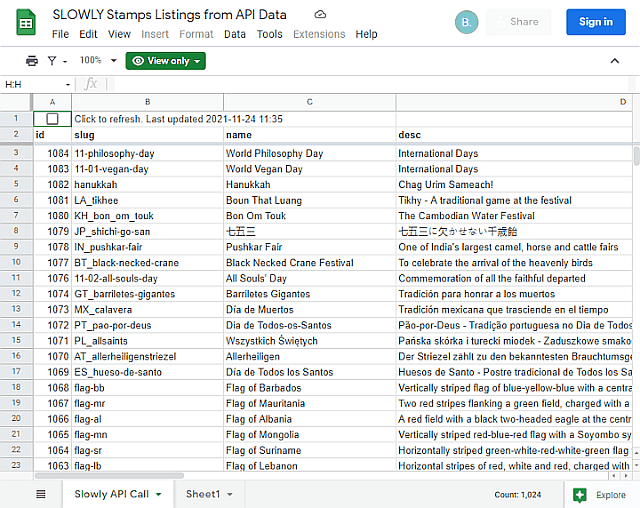 SLOWLY Stamps Listings from API Data
File Edit View Insert Format Data Tools Extensions Help
B.
Share
Sign in
100%
View only
H:H
fx
A B C D
1 Click to refresh. Last updated 2021-11-24 11:35
2 id slug name desc
3 1084 11-philosophy-day World Philosophy Day International Days
4 1083 11-01-vegan-day World Vegan Day International Days
5 1082 hanukkah Hanukkah Chag Urim Sameach!
6 1081 LA_tikhee Boun That Luang Tikhy - A traditional game at the festival
7 1080 KH_bon_om_touk Bon Om Touk The Cambodian Water Festival
8 1079 JP_shichi-go-san 七五三 七五三に欠かせない千歳飴
9 1078 IN_pushkar-fair Pushkar Fair One of India's largest camel, horse and cattle fairs
10 1077 BT_black-necked-crane Black Necked Crane Festival To celebrate the arrival of the heavenly birds
11 1076 11-02-all-souls-day All Souls' Day Commemoration of all the faithful departed
12 1074 GT_barriletes-gigantes Barriletes Gigantes Tradición para honrar a los muertos
13 1073 MX_calavera Día de Muertos Tradición mexicana que trasciende en el tiempo
14 1072 PT_pao-por-deus Dia de Todos-os-Santos Pão-por-Deus - Tradição portuguesa no Dia de Todos
15 1071 PL_allsaints Wszystkich Świętych Pańska skórka i turecki miodek - Zaduszkowe smako
16 1070 AT_allerheiligenstriezel Allerheiligen Der Striezel zählt zu den bekanntesten Brauchtumsge
17 1069 ES_hueso-de-santo Día de Todos los Santos Huesos de Santo - Postre tradicional de Todos los S
18 1068 flag-bb Flag of Barbados Vertically striped flag of blue-yellow-blue with a centra
19 1067 flag-mr Flag of Mauritania Two red stripes flanking a green field, charged with a
20 1066 flag-al Flag of Albania A red field with a black two-headed eagle at the centr
21 1065 flag-mn Flag of Mongolia Vertically striped red-blue-red flag with a Soyombo sy
22 1064 flag-sr Flag of Suriname Horizontally striped green-white-red-white-green flag
23 1063 flag-lb Flag of Lebanon Horizontal stripes of red, white and red, charged with
Slowly API Call Sheet1 Count: 1,024 Explore